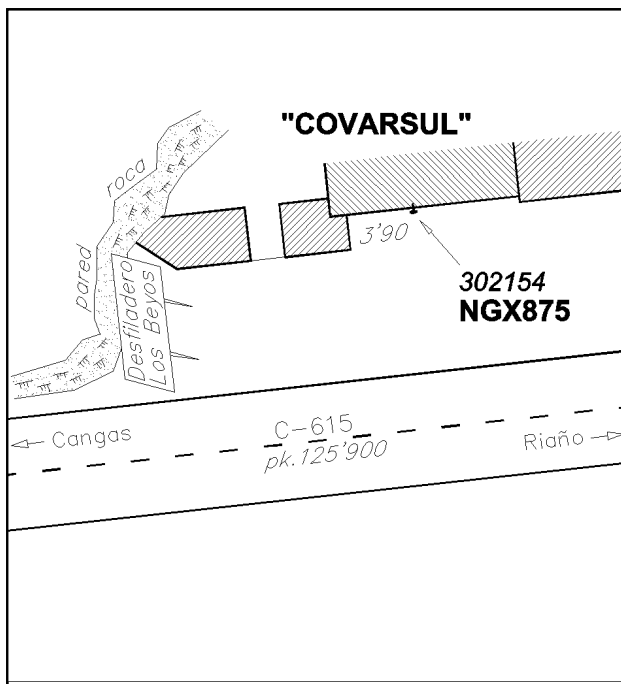 "COVARSUL"
roca
pared
3'90
302154
NGX875
Desfiladero
Los Beyos
Cangas
C-615
pk.125'900
Riaño